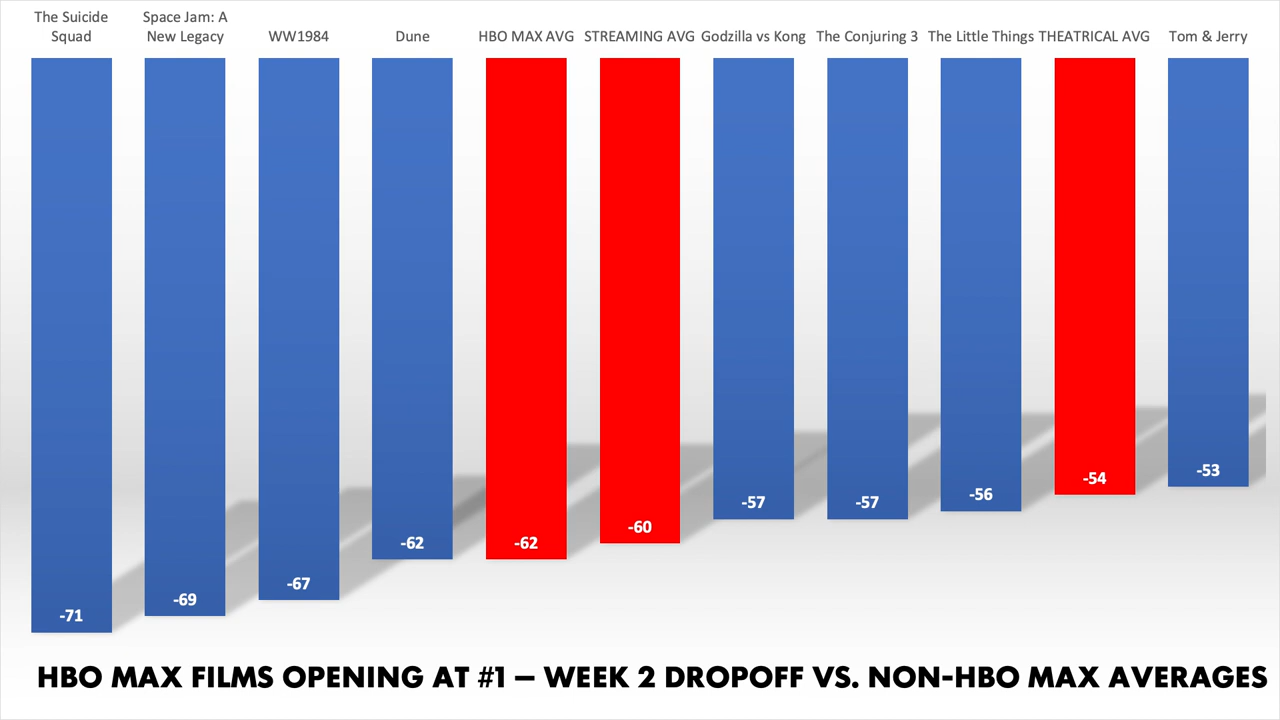 The Suicide
Squad
Space Jam: A
New Legacy
WW1984
Dune
HBO MAX AVG
STREAMING AVG
Godzilla vs Kong
The Conjuring 3
The Little Things
THEATRICAL AVG
Tom & Jerry
-71
-69
-67
-62
-62
-60
-57
-57
-56
-54
-53
HBO MAX FILMS OPENING AT #1 – WEEK 2 DROPOFF VS. NON-HBO MAX AVERAGES